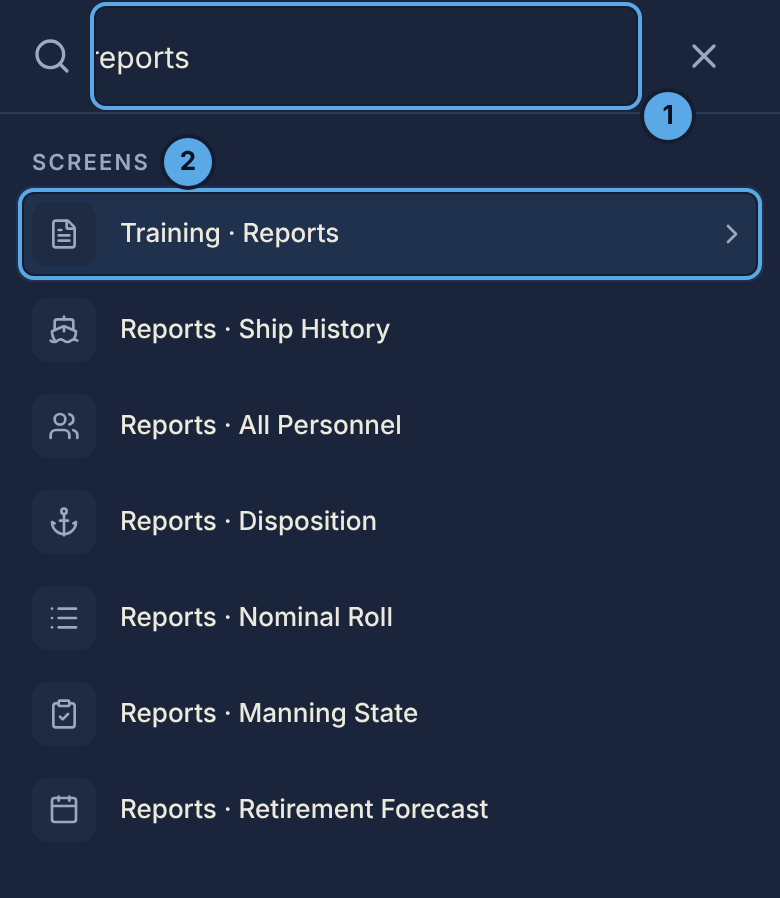 reports
1
SCREENS 2
Training · Reports
Reports · Ship History
Reports · All Personnel
Reports · Disposition
Reports · Nominal Roll
Reports · Manning State
Reports · Retirement Forecast